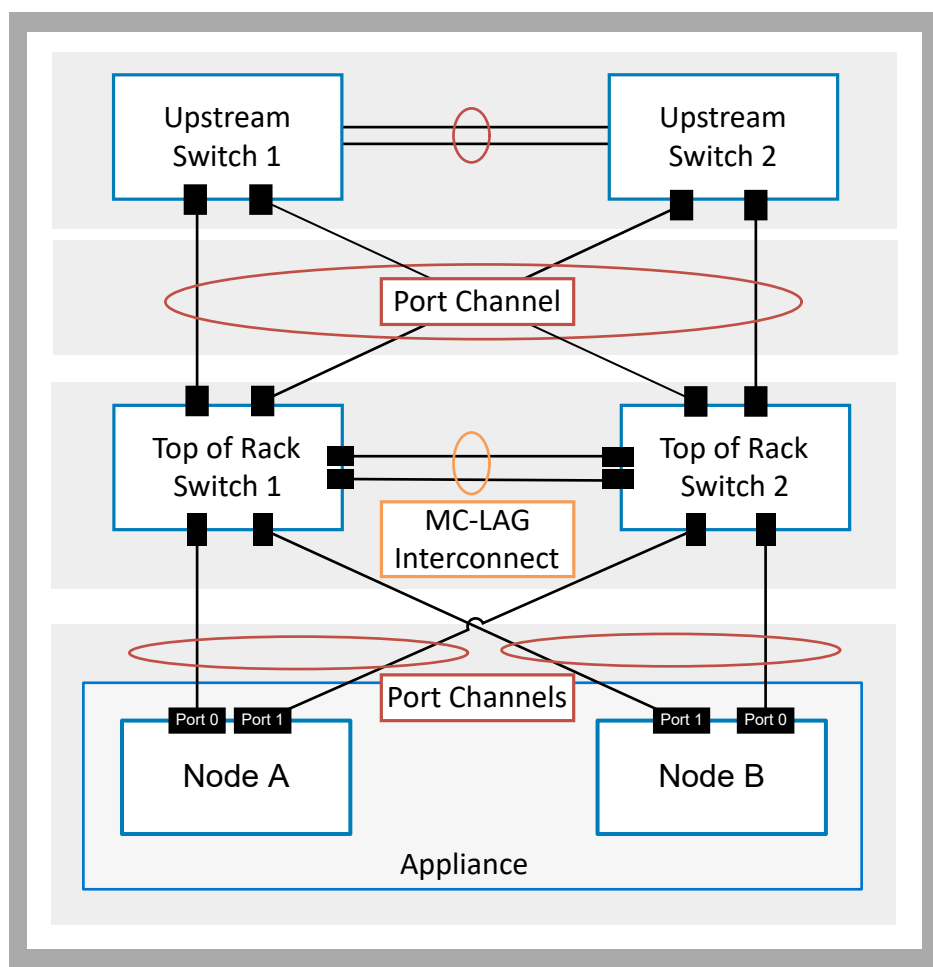 Upstream
Switch 1
Upstream
Switch 2
Port Channel
Top of Rack
Switch 1
Top of Rack
Switch 2
MC-LAG
Interconnect
Port Channels
Port 0
Port 1
Port 1
Port 0
Node A
Node B
Appliance